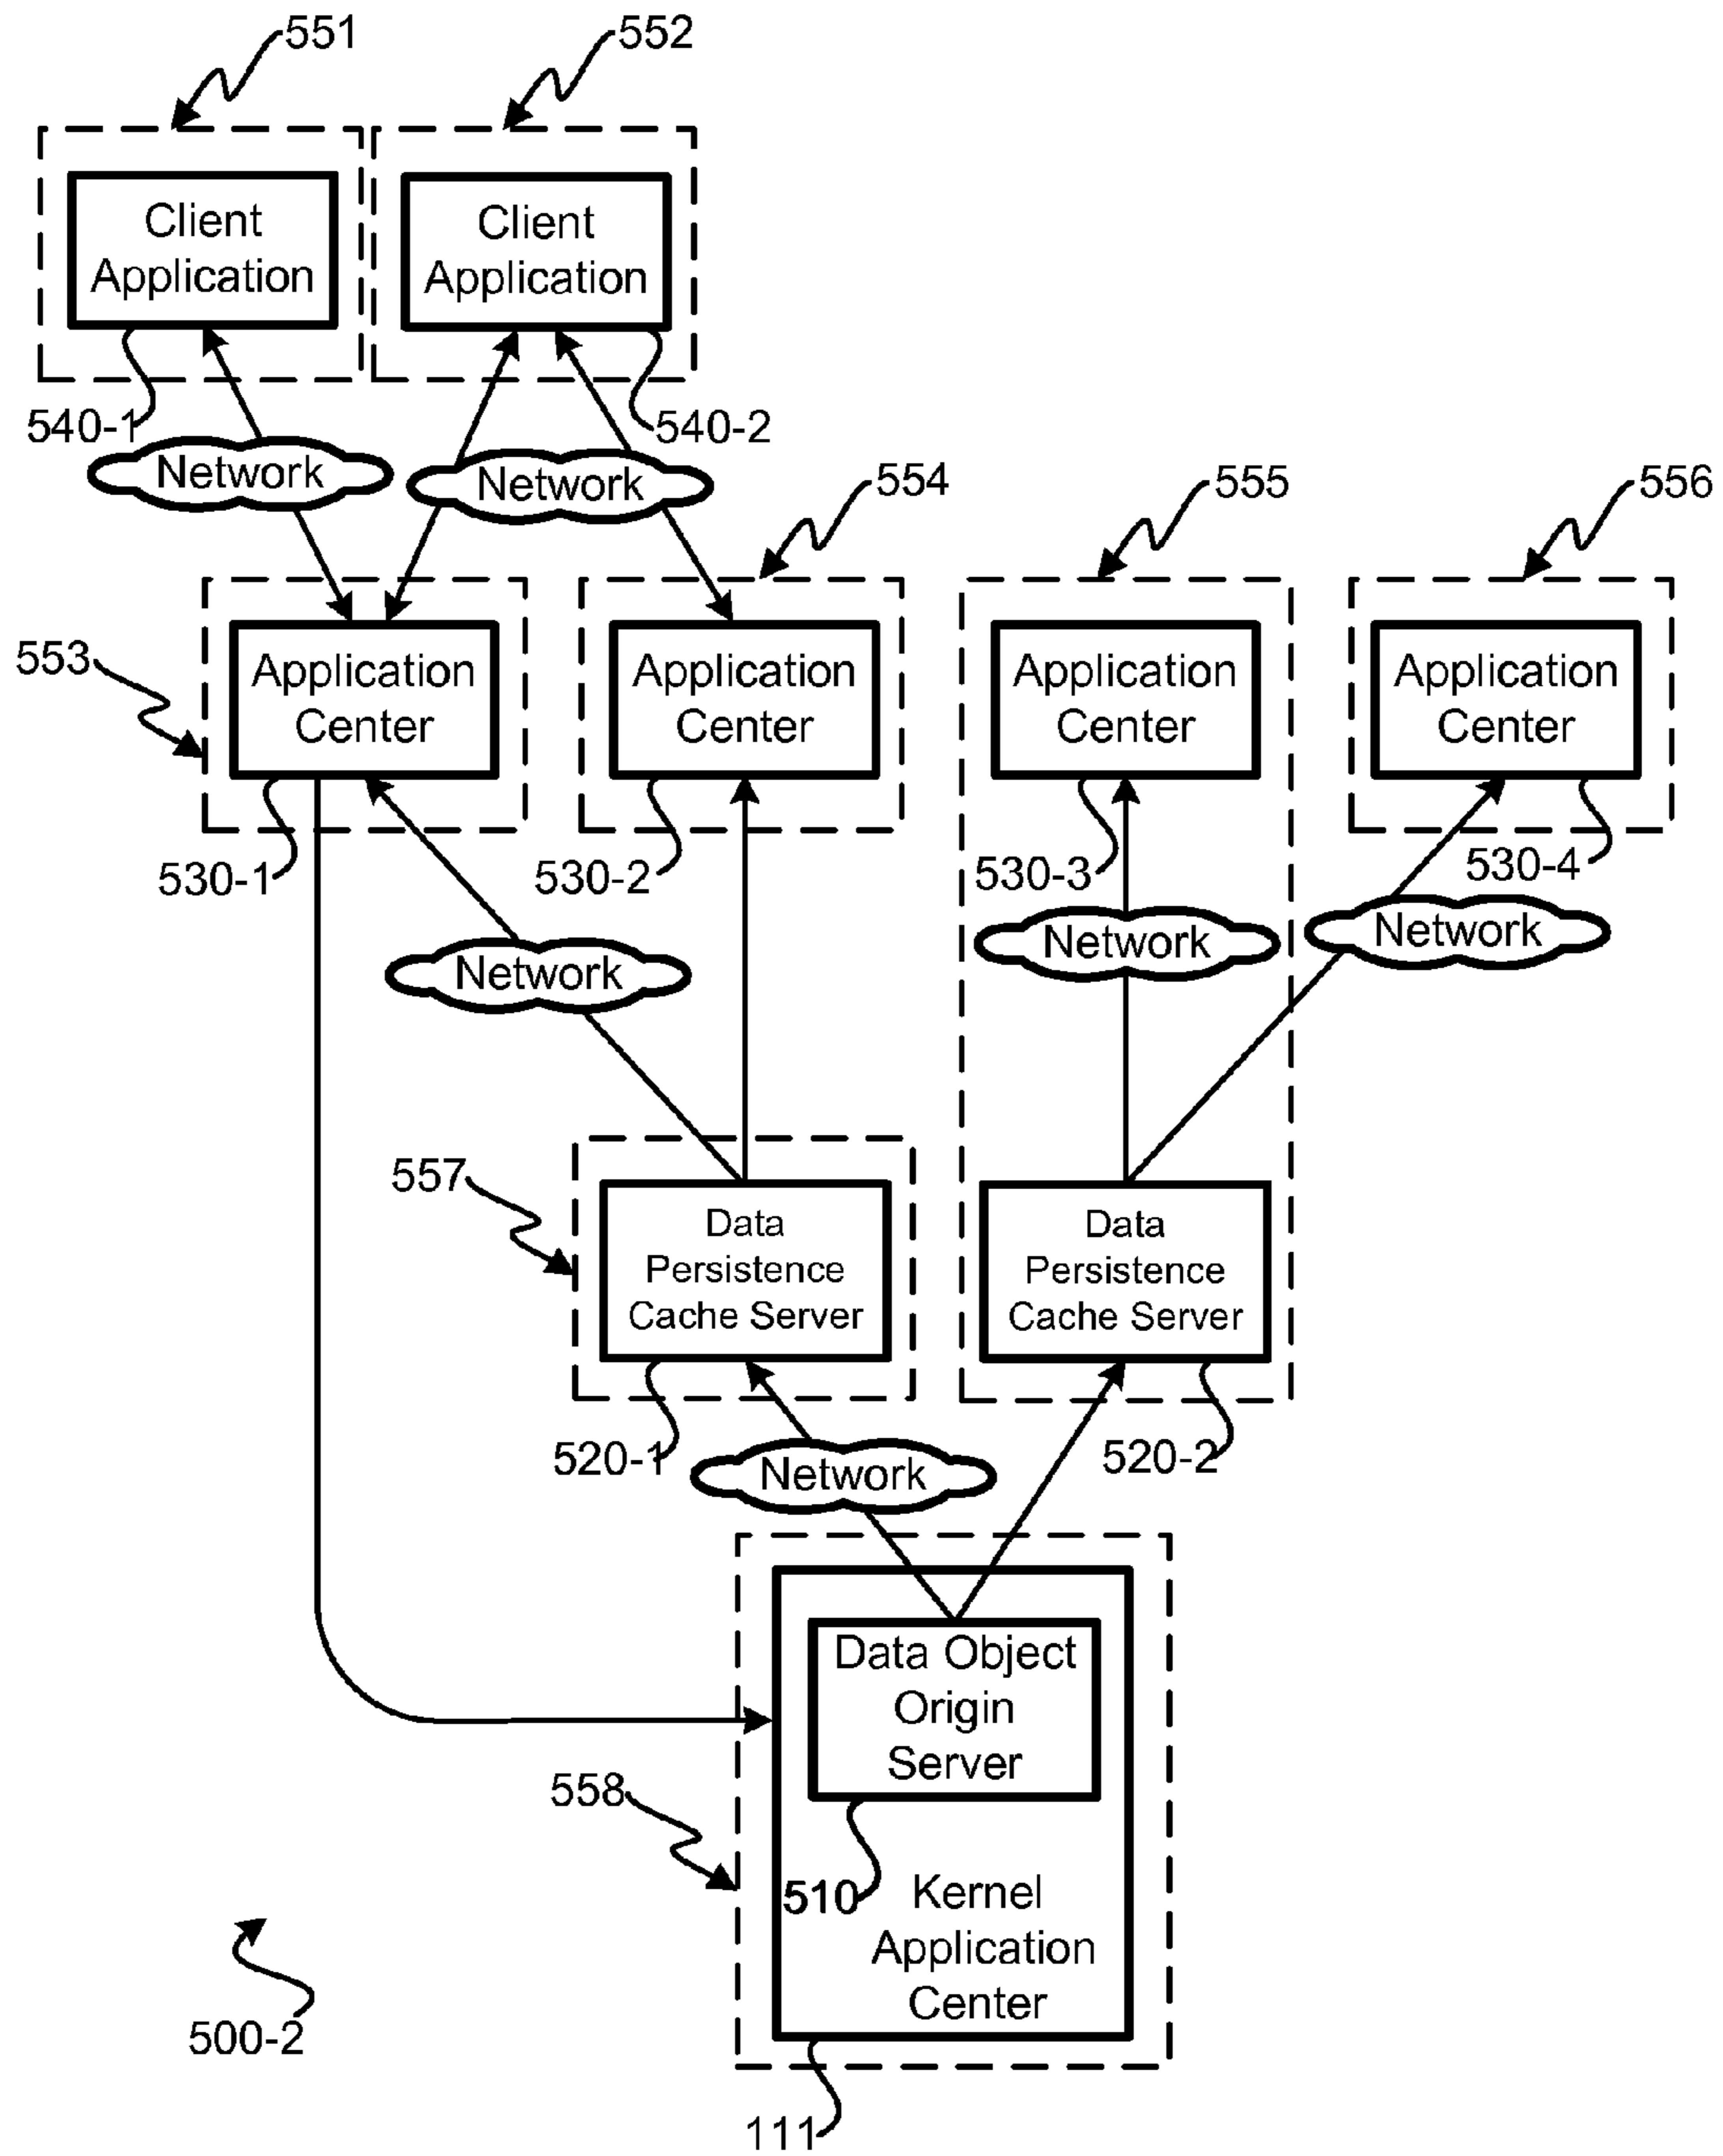 551
552
Client
Application
Client
Application
540-1
540-2
Network
Network
554
555
556
553
Application
Center
Application
Center
Application
Center
Application
Center
530-1
530-2
530-3
530-4
Network
Network
Network
557
Data
Persistence
Cache Server
Data
Persistence
Cache Server
520-1
520-2
Network
Data Object
Origin
Server
558
510
Kernel
Application
Center
500-2
111